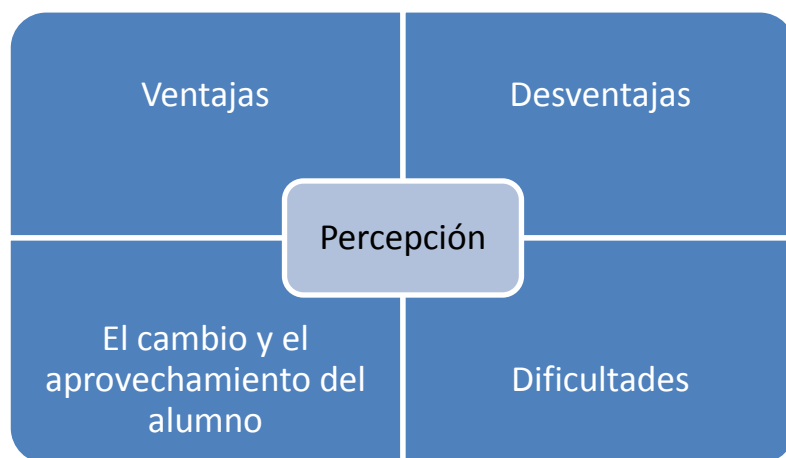 Ventajas
Desventajas
Percepción
El cambio y el
aprovechamiento del
alumno
Dificultades